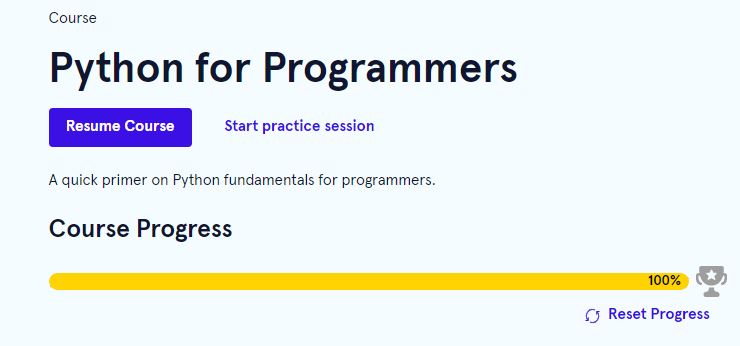 Course
Python for Programmers
Resume Course
Start practice session
A quick primer on Python fundamentals for programmers.
Course Progress
100%
Reset Progress